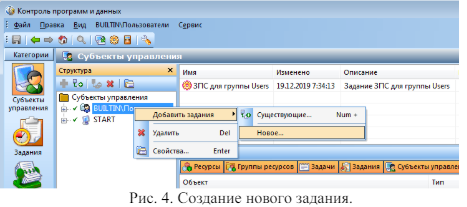 Контроль программ и данных
Файл Правка Вид BUILTIN\Пользователи Сервис
Категории
Субъекты управления
Структура
Субъекты управления
BUILTIN\По
START
Субъекты управления
Задания
Имя Изменено Описание
ЗПС для группы Users 19.12.2019 7:34:13 Задание ЗПС для группы Users
Добавить задания
Удалить Del
Свойства... Enter
Существующие... Num +
Новое...
Ресурсы Группы ресурсов Задачи Задания Субъекты управле
Объект Тип
Рис. 4. Создание нового задания.